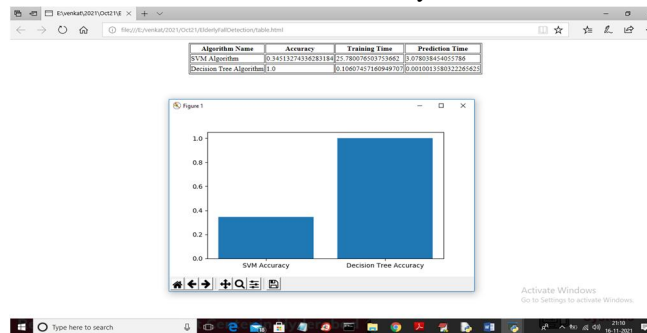 E:\venkat\2021\Oct21\E
file:///E:/venkat/2021/Oct21/ElderlyFallDetection/table.html
Algorithm Name Accuracy Training Time Prediction Time
SVM Algorithm 0.34513274336283184 25.780076503753662 3.078038454055786
Decision Tree Algorithm 1.0 0.10607457160949707 0.0010013580322265625
Figure 1
1.0
0.8
0.6
0.4
0.2
0.0
SVM Accuracy Decision Tree Accuracy
Activate Windows
Go to Settings to activate Windows.
Type here to search
21:10
16-11-2021